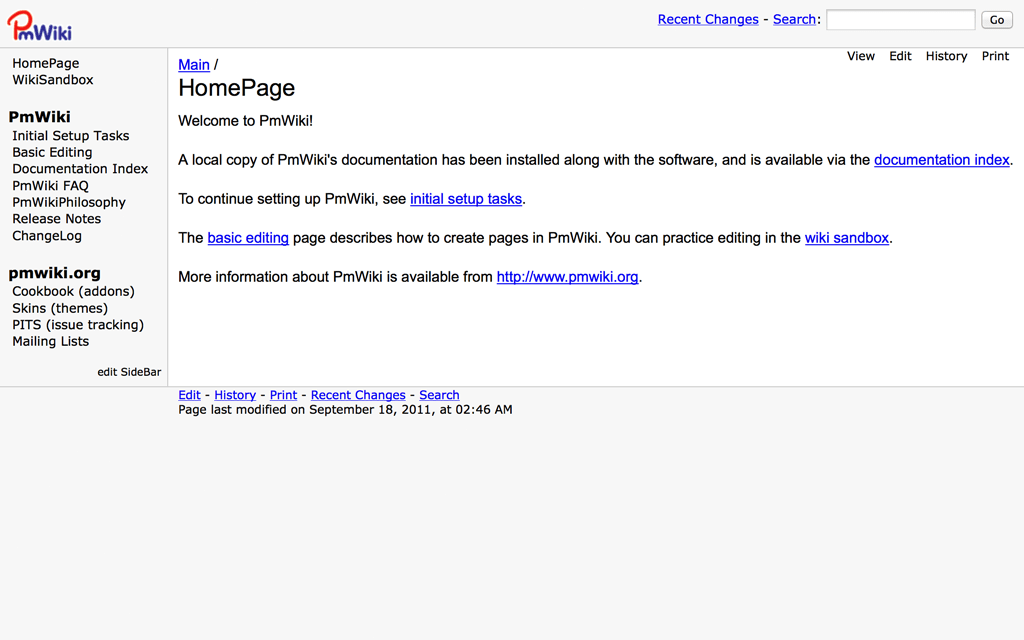 PmWiki
Recent Changes - Search: Go
View Edit History Print
HomePage
WikiSandbox
PmWiki
Initial Setup Tasks
Basic Editing
Documentation Index
PmWiki FAQ
PmWikiPhilosophy
Release Notes
ChangeLog
pmwiki.org
Cookbook (addons)
Skins (themes)
PITS (issue tracking)
Mailing Lists
edit SideBar
Main /
HomePage
Welcome to PmWiki!
A local copy of PmWiki's documentation has been installed along with the software, and is available via the documentation index.
To continue setting up PmWiki, see initial setup tasks.
The basic editing page describes how to create pages in PmWiki. You can practice editing in the wiki sandbox.
More information about PmWiki is available from http://www.pmwiki.org.
Edit - History - Print - Recent Changes - Search
Page last modified on September 18, 2011, at 02:46 AM